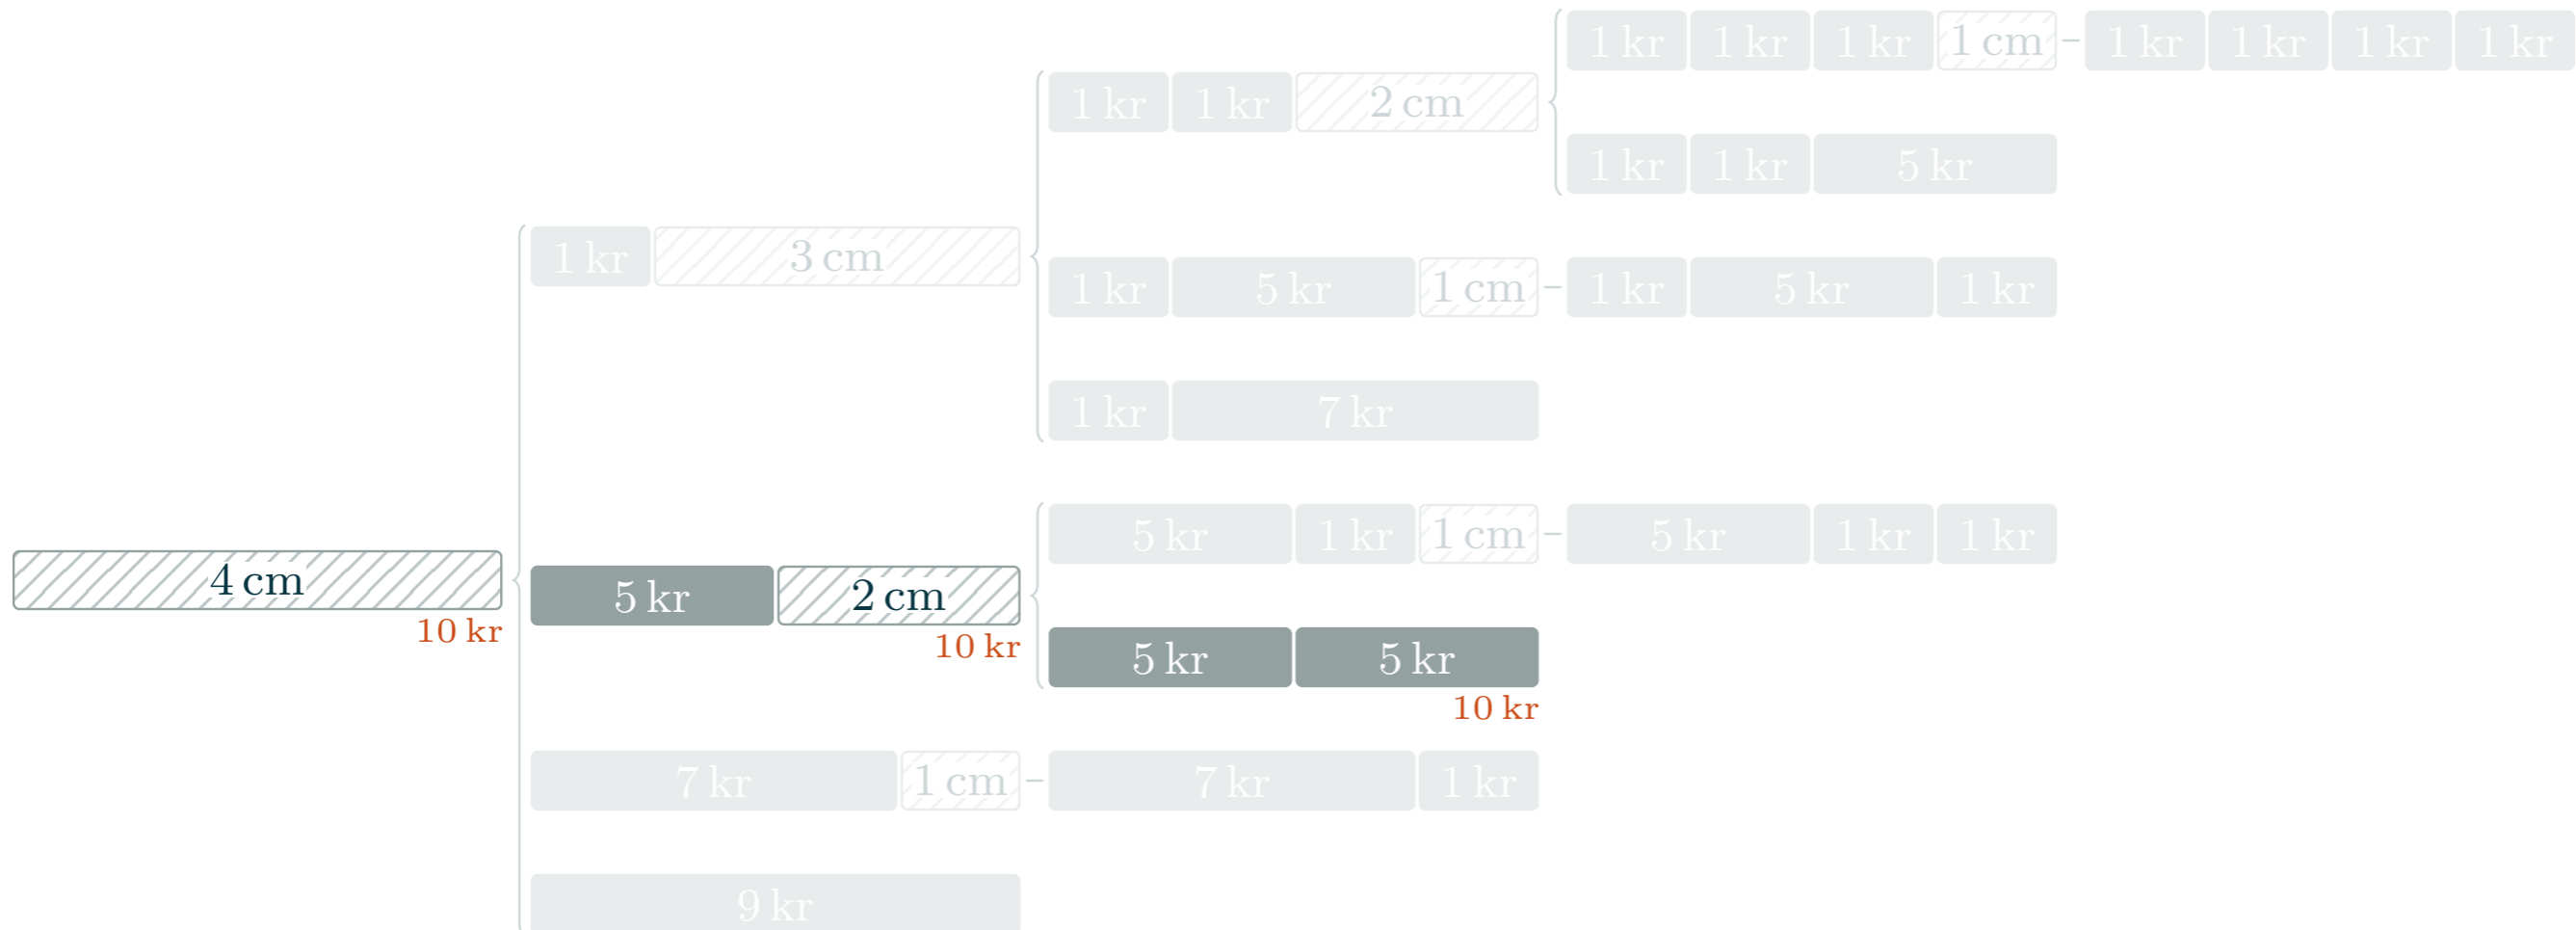 1 kr 1 kr 1 kr 1 cm 1 kr 1 kr 1 kr 1 kr
1 kr 1 kr 2 cm
1 kr 1 kr 5 kr
1 kr 3 cm
1 kr 5 kr 1 cm 1 kr 5 kr 1 kr
1 kr 7 kr
5 kr 1 kr 1 cm 5 kr 1 kr 1 kr
4 cm
10 kr
5 kr 2 cm
10 kr
5 kr 5 kr
10 kr
7 kr 1 cm 7 kr 1 kr
9 kr